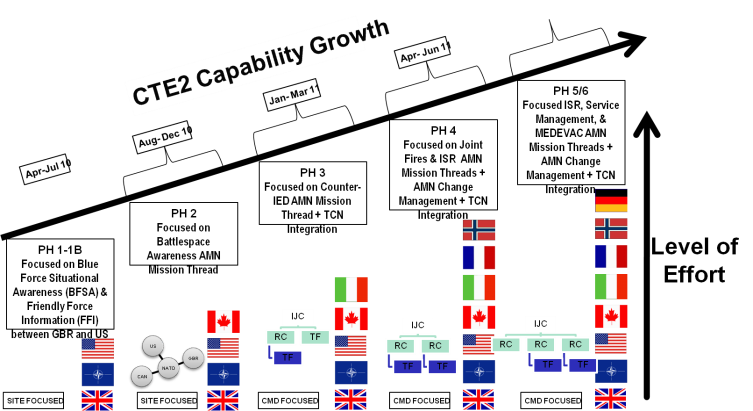 CTE2 Capability Growth
Apr-Jul 10
Aug-Dec 10
Jan-Mar 11
Apr-Jun 11
PH 1-1B
Focused on Blue
Force Situational
Awareness (BFSA) &
Friendly Force
Information (FFI)
between GBR and US
PH 2
Focused on
Battlespace
Awareness AMN
Mission Thread
PH 3
Focused on Counter-
IED AMN Mission
Thread + TCN
Integration
PH 4
Focused on Joint
Fires & ISR AMN
Mission Threads +
AMN Change
Management + TCN
Integration
PH 5/6
Focused ISR, Service
Management, &
MEDEVAC AMN
Mission Threads +
AMN Change
Management + TCN
Integration
Level of
Effort
US
GBR
NATO
CAN
IJC
RC TF
TF
IJC
RC RC
TF TF
IJC
RC RC RC
TF TF
SITE FOCUSED
SITE FOCUSED
CMD FOCUSED
CMD FOCUSED
CMD FOCUSED